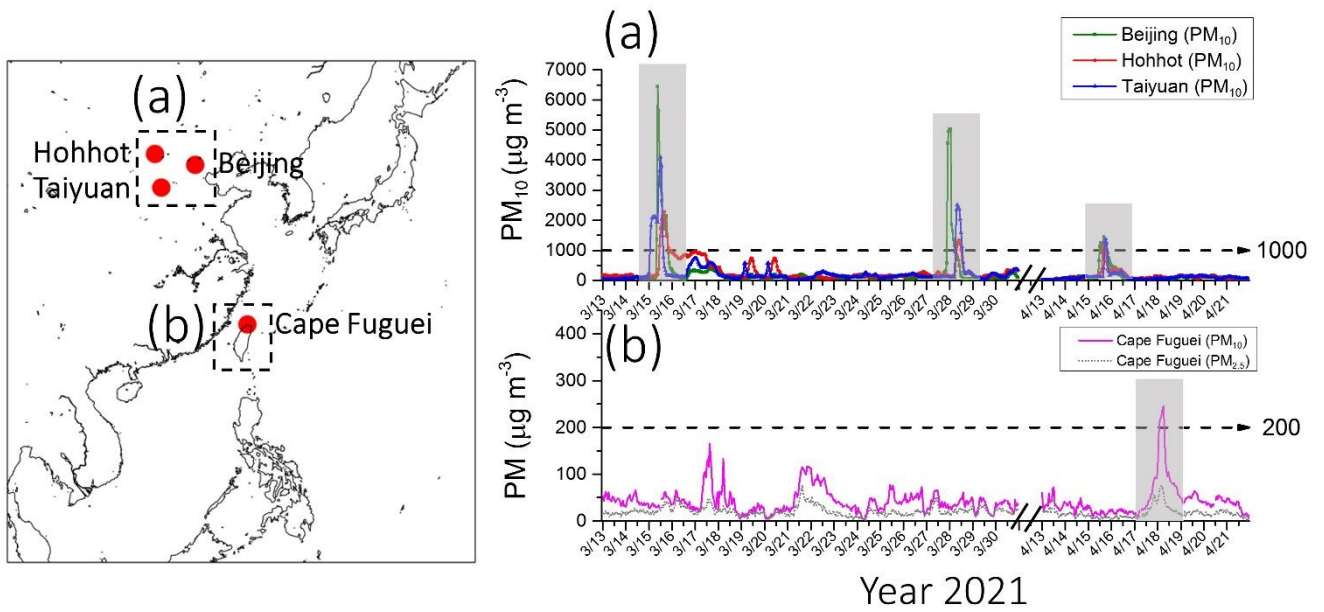 (a)
Hohhot
Beijing
Taiyuan
(b)
Cape Fuguei
(a)
Beijing (PM₁₀)
Hohhot (PM₁₀)
Taiyuan (PM₁₀)
PM₁₀ (μg m⁻³)
7000
6000
5000
4000
3000
2000
1000
0
1000
3/13 3/14 3/15 3/16 3/17 3/18 3/19 3/20 3/21 3/22 3/23 3/24 3/25 3/26 3/27 3/28 3/29 3/30 4/13 4/14 4/15 4/16 4/17 4/18 4/19 4/20 4/21
(b)
Cape Fuguei (PM₁₀)
Cape Fuguei (PM₂.₅)
PM (μg m⁻³)
400
300
200
100
0
200
3/13 3/14 3/15 3/16 3/17 3/18 3/19 3/20 3/21 3/22 3/23 3/24 3/25 3/26 3/27 3/28 3/29 3/30 4/13 4/14 4/15 4/16 4/17 4/18 4/19 4/20 4/21
Year 2021